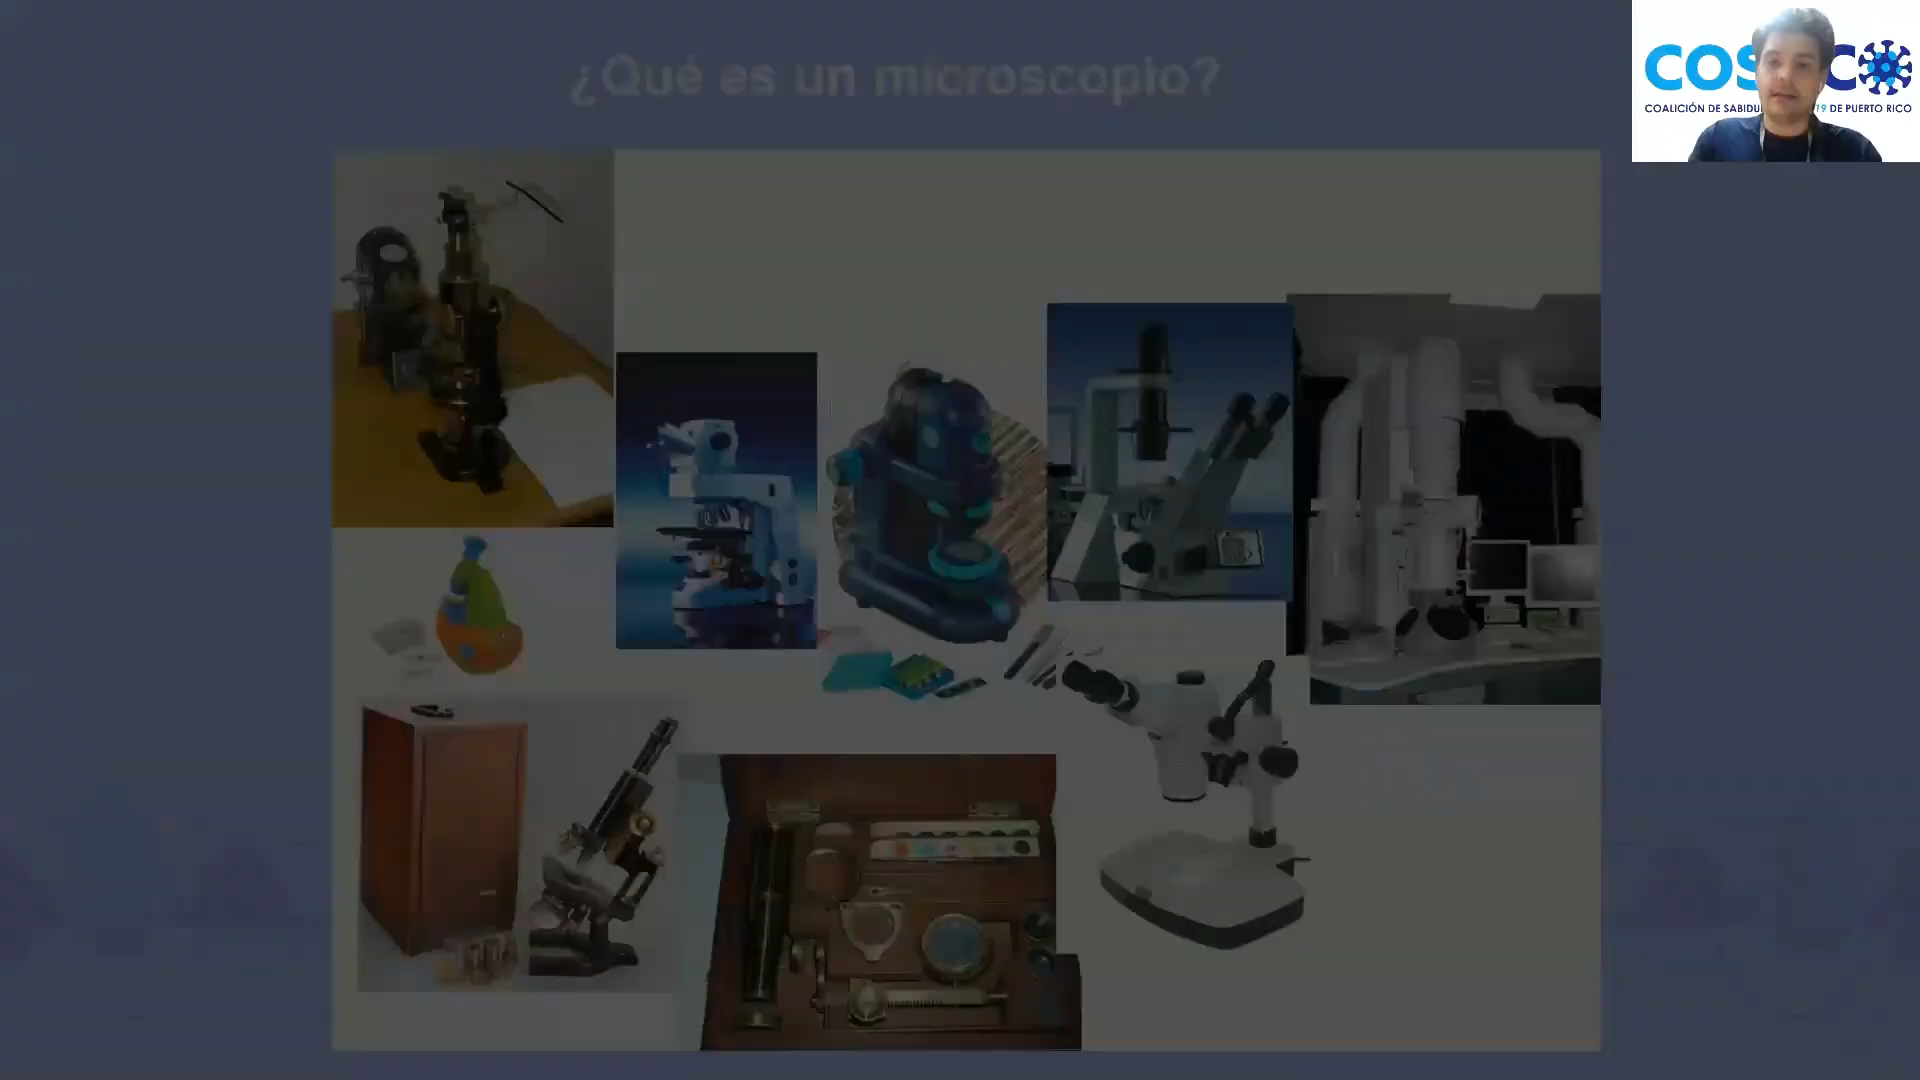 ¿Qué es un microscopio?
COS CO
COALICIÓN DE SABIDU 19 DE PUERTO RICO